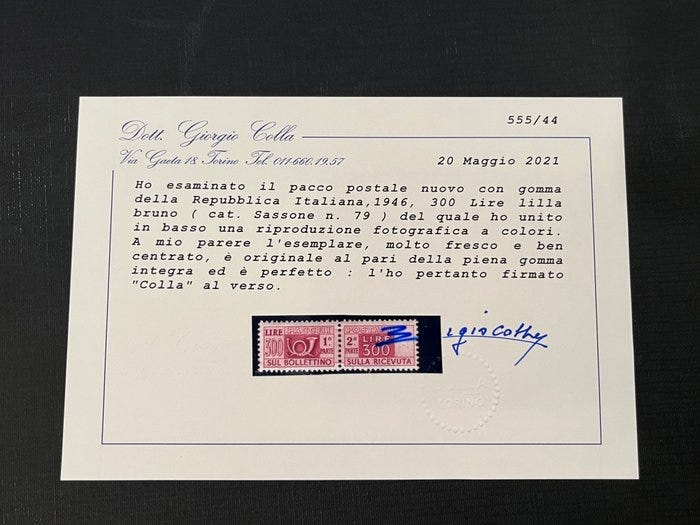 555/44
Dott. Giorgio Colla
Via Gaeta 18 Torino Tel. 011-660.19.57
20 Maggio 2021
Ho esaminato il pacco postale nuovo con gomma
della Repubblica Italiana,1946, 300 Lire lilla
bruno ( cat. Sassone n. 79 ) del quale ho unito
in basso una riproduzione fotografica a colori.
A mio parere l'esemplare, molto fresco e ben
centrato, è originale al pari della piena gomma
integra ed è perfetto : l'ho pertanto firmato
"Colla" al verso.
LIRE PACCHI POSTALI
300 1ª PARTE 2ª PARTE LIRE 300
SUL BOLLETTINO SULLA RICEVUTA
TORINO